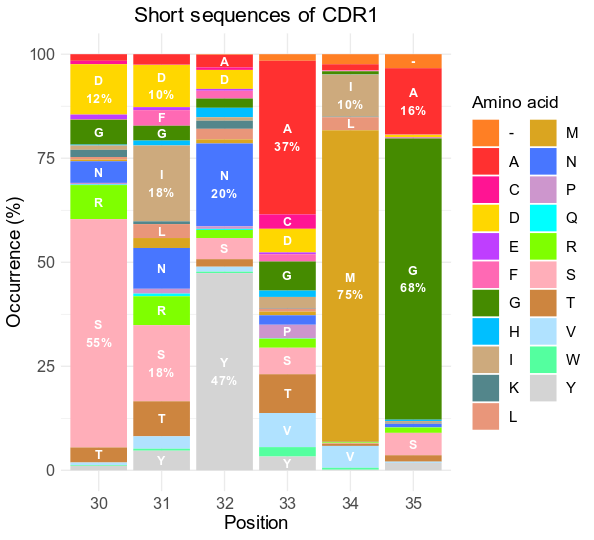 Short sequences of CDR1
Occurrence (%)
100
75
50
25
0
D
12%
G
N
R
S
55%
T
D
10%
F
G
I
18%
L
N
R
S
18%
T
Y
A
D
N
20%
S
Y
47%
A
37%
C
D
G
P
S
T
V
Y
I
10%
L
M
75%
V
-
A
16%
G
68%
S
30 31 32 33 34 35
Position
Amino acid
- M
A N
C P
D Q
E R
F S
G T
H V
I W
K Y
L